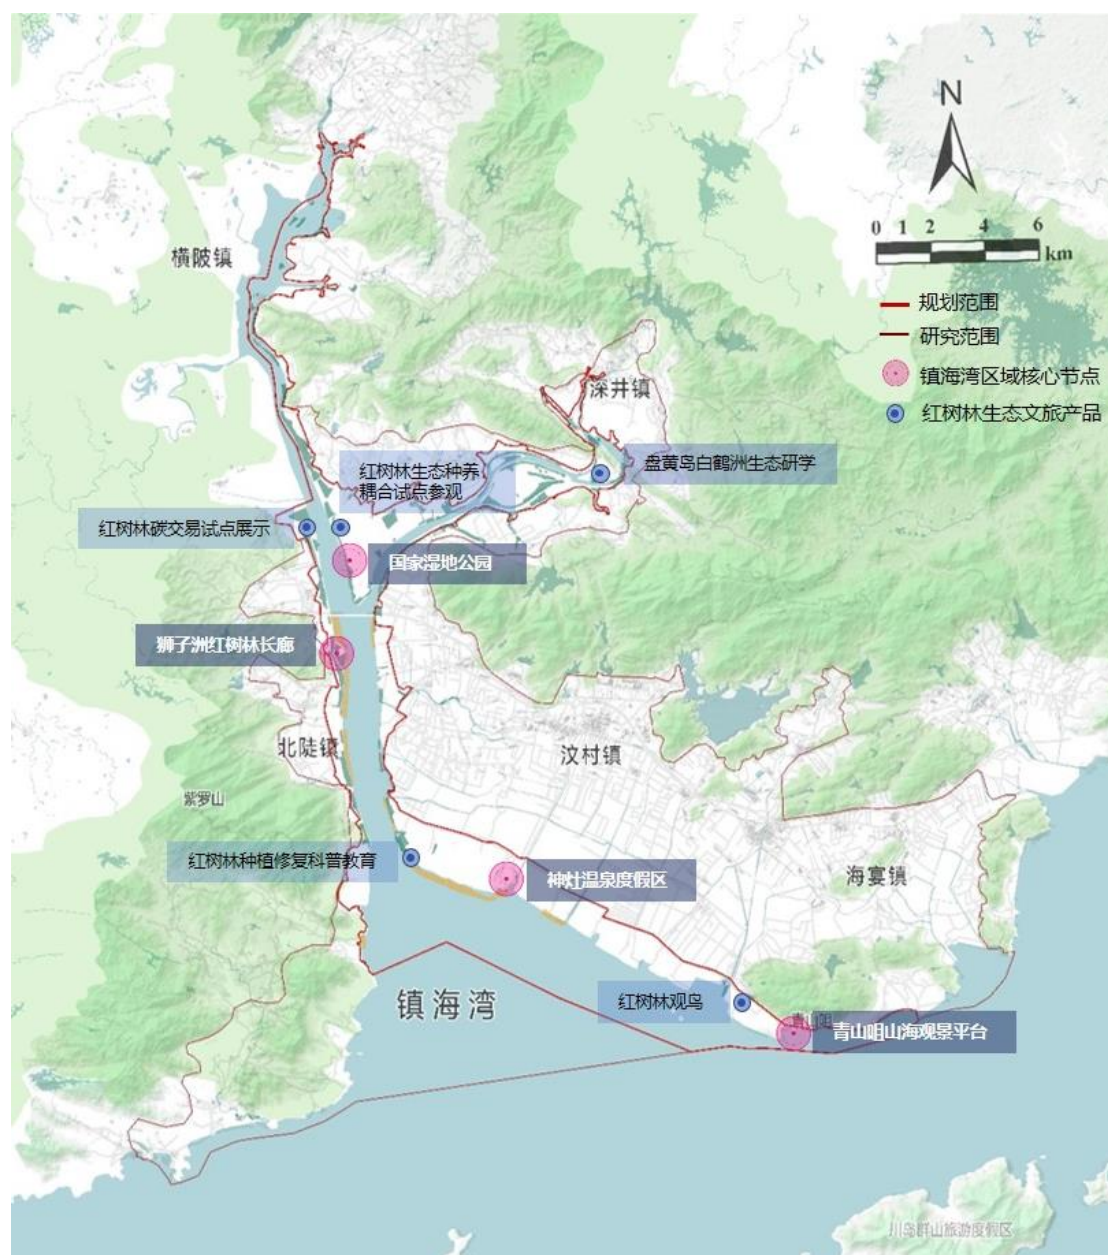 N
0 1 2 4 6
km
横陂镇
规划范围
研究范围
镇海湾区域核心节点
红树林生态文旅产品
深井镇
红树林生态种养
耦合试点参观
盘黄岛白鹤洲生态研学
红树林碳交易试点展示
国家湿地公园
狮子洲红树林长廊
北陡镇
汶村镇
紫罗山
红树林种植修复科普教育
神灶温泉度假区
海宴镇
镇海湾
红树林观鸟
青山咀
青山咀山海观景平台
川岛群山旅游度假区